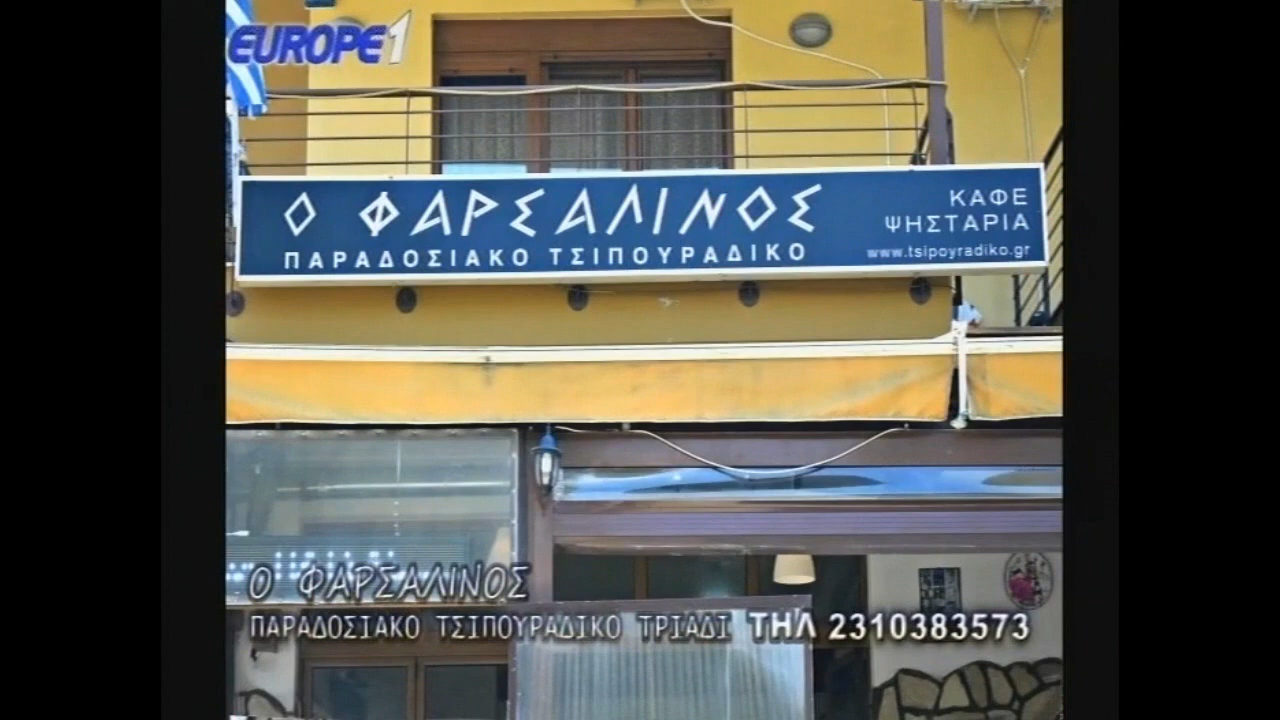 EUROPE1
Ο ΦΑΡΣΑΛΙΝΟΣ
ΠΑΡΑΔΟΣΙΑΚΟ ΤΣΙΠΟΥΡΑΔΙΚΟ
ΚΑΦΕ
ΨΗΣΤΑΡΙΑ
www.tsipoyradiko.gr
Ο ΦΑΡΣΑΛΙΝΟΣ
ΠΑΡΑΔΟΣΙΑΚΟ ΤΣΙΠΟΥΡΑΔΙΚΟ ΤΡΙΑΔΙ ΤΗΛ 2310383573